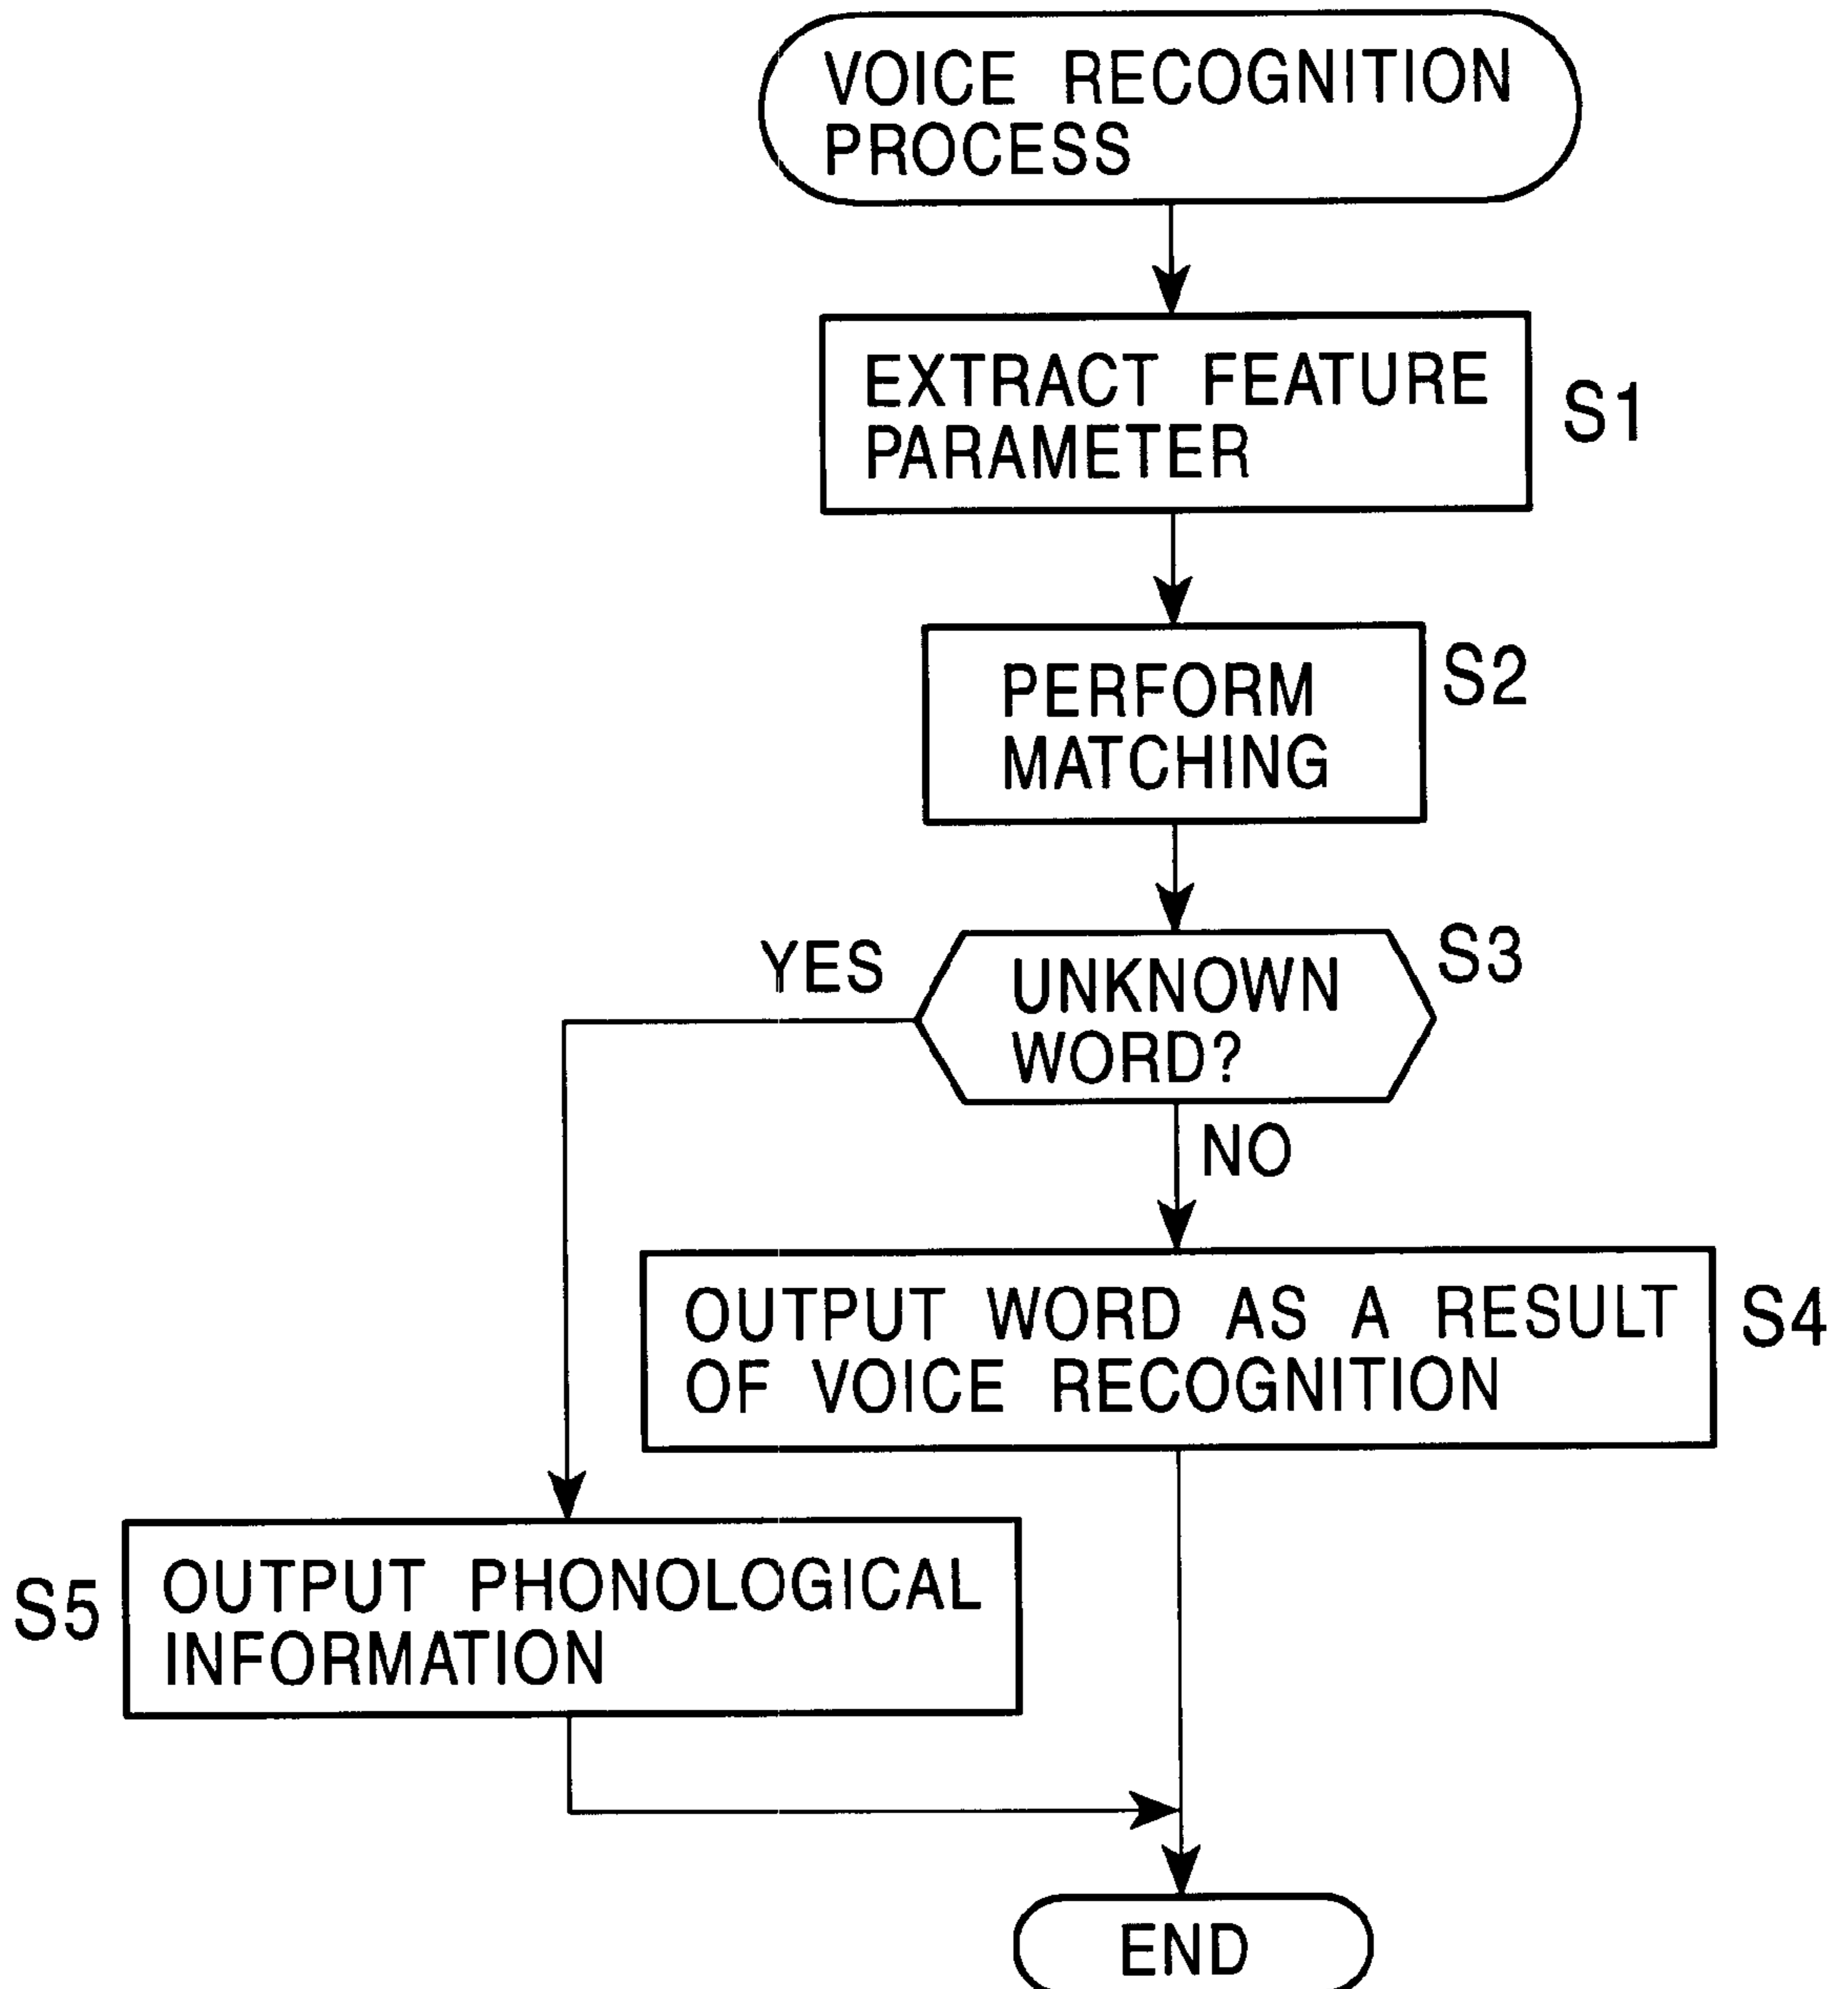 VOICE RECOGNITION
PROCESS
EXTRACT FEATURE
PARAMETER
S1
PERFORM
MATCHING
S2
YES
UNKNOWN
WORD?
S3
NO
OUTPUT WORD AS A RESULT
OF VOICE RECOGNITION
S4
S5
OUTPUT PHONOLOGICAL
INFORMATION
END